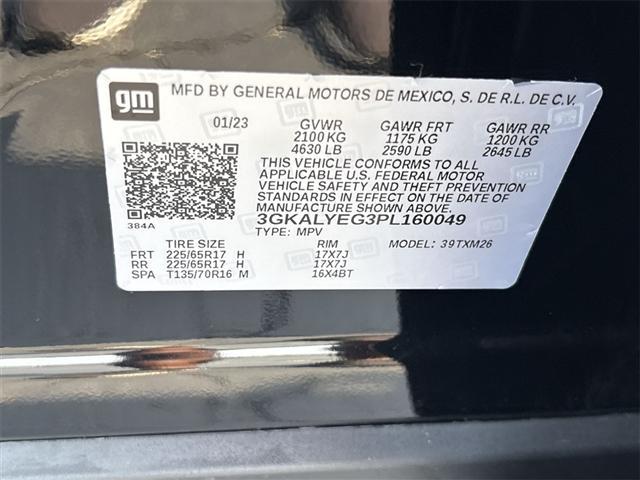 gm
MFD BY GENERAL MOTORS DE MEXICO, S. DE R.L. DE C.V.
01/23 GVWR GAWR FRT GAWR RR
2100 KG 1175 KG 1200 KG
4630 LB 2590 LB 2645 LB
THIS VEHICLE CONFORMS TO ALL
APPLICABLE U.S. FEDERAL MOTOR
VEHICLE SAFETY AND THEFT PREVENTION
STANDARDS IN EFFECT ON THE DATE OF
MANUFACTURE SHOWN ABOVE.
384A
3GKALYEG3PL160049
TYPE: MPV MODEL: 39TXM26
TIRE SIZE RIM
FRT 225/65R17 H 17X7J
RR 225/65R17 H 17X7J
SPA T135/70R16 M 16X4BT